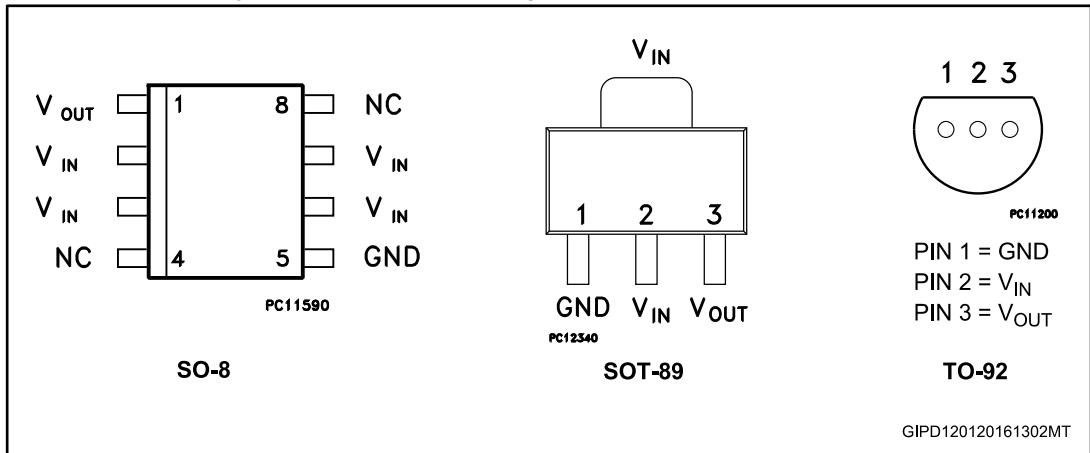 V OUT 1 8 NC
V IN V IN
V IN V IN
NC 4 5 GND
PC11590
SO-8
V IN
1 2 3
GND V IN V OUT
PC12340
SOT-89
1 2 3
PC11200
PIN 1 = GND
PIN 2 = VIN
PIN 3 = VOUT
TO-92
GIPD120120161302MT